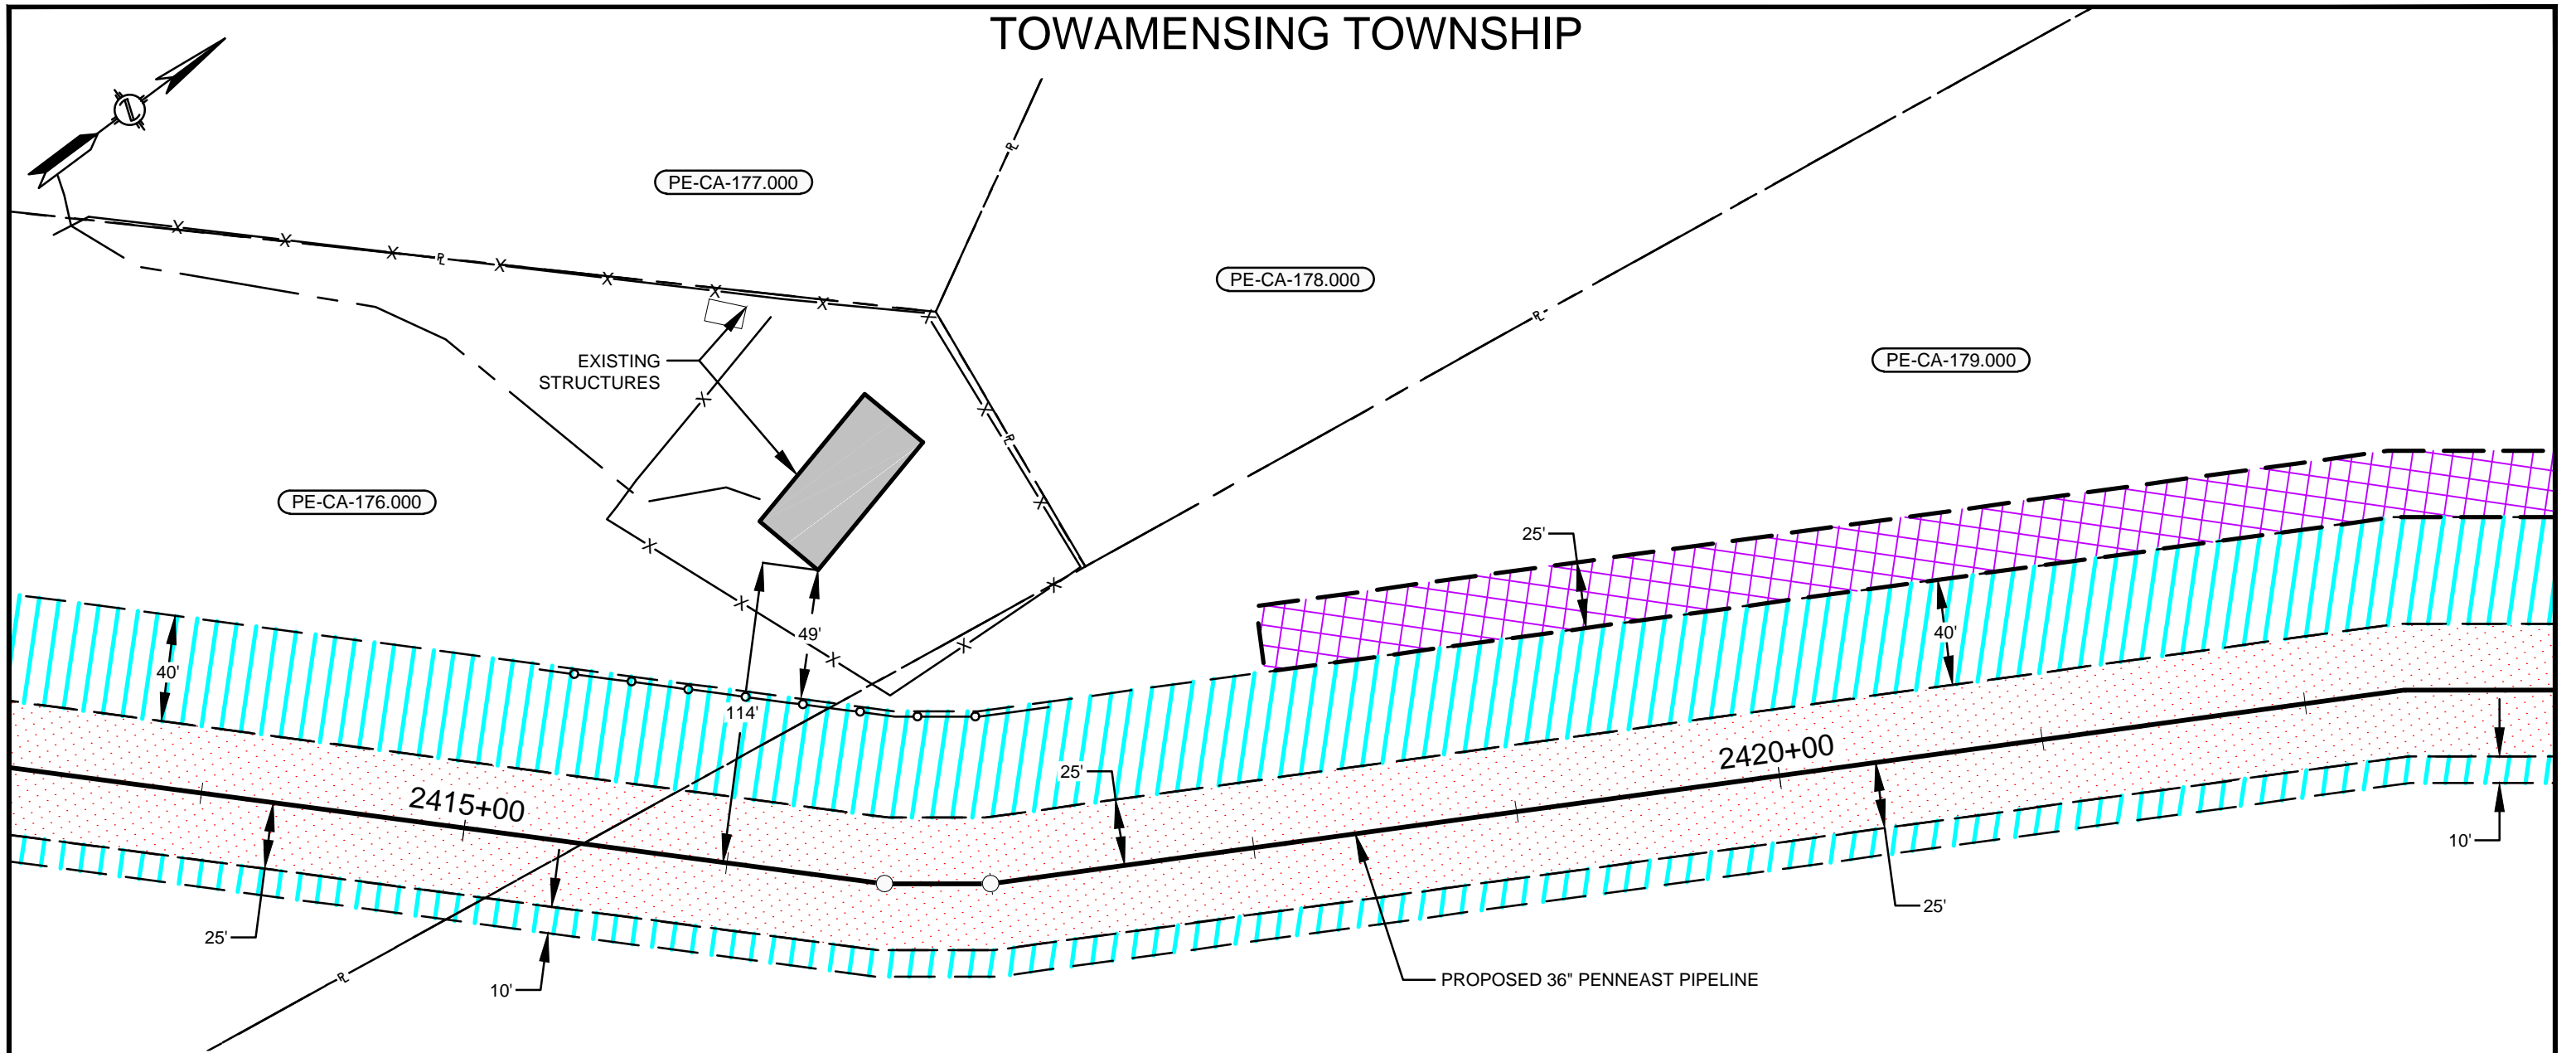 TOWAMENSING TOWNSHIP
PE-CA-177.000
PE-CA-178.000
PE-CA-179.000
EXISTING
STRUCTURES
PE-CA-176.000
25'
49'
40'
40'
114'
25'
2420+00
2415+00
10'
25'
25'
10'
PROPOSED 36" PENNEAST PIPELINE